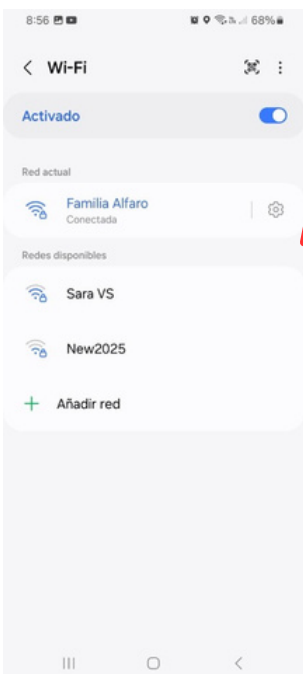 8:56 68%
Wi-Fi
Activado
Red actual
Familia Alfaro
Conectada
Redes disponibles
Sara VS
New2025
Añadir red